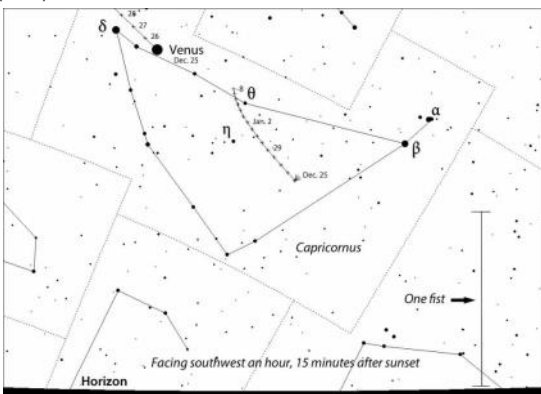 28
δ
27
26
Venus
Dec. 25
1-8
θ
α
Jan. 2
η
β
29
Dec. 25
Capricornus
One fist
Facing southwest an hour, 15 minutes after sunset
Horizon